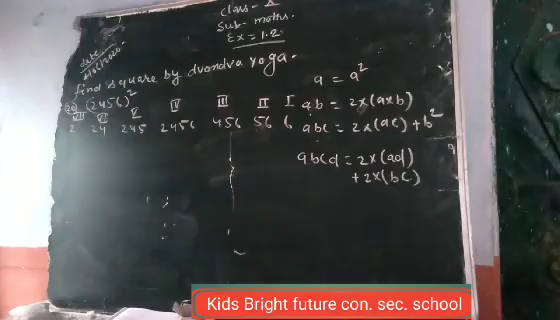 Class - X
Sub - maths.
Ex = 1.2
find square by dvandva yoga.
a = a²
(2456)²
ab = 2x(axb)
VII VI V IV III II I
2 24 245 2456 456 56 6
abc = 2x(ac)+b²
abcd = 2x(ad)
+2x(bc)
Kids Bright future con. sec. school